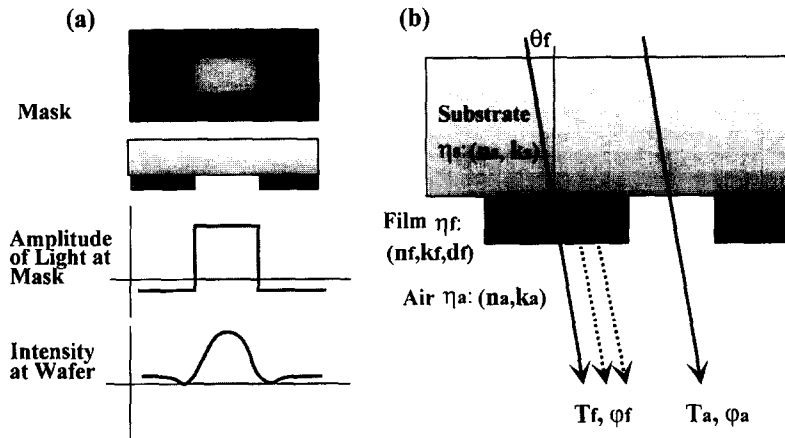 (a)
Mask
Amplitude
of Light at
Mask
Intensity
at Wafer
(b)
θf
Substrate
ηs:(ns, ks)
Film ηf:
(nf,kf,df)
Air ηa: (na,ka)
Tf, φf
Ta, φa